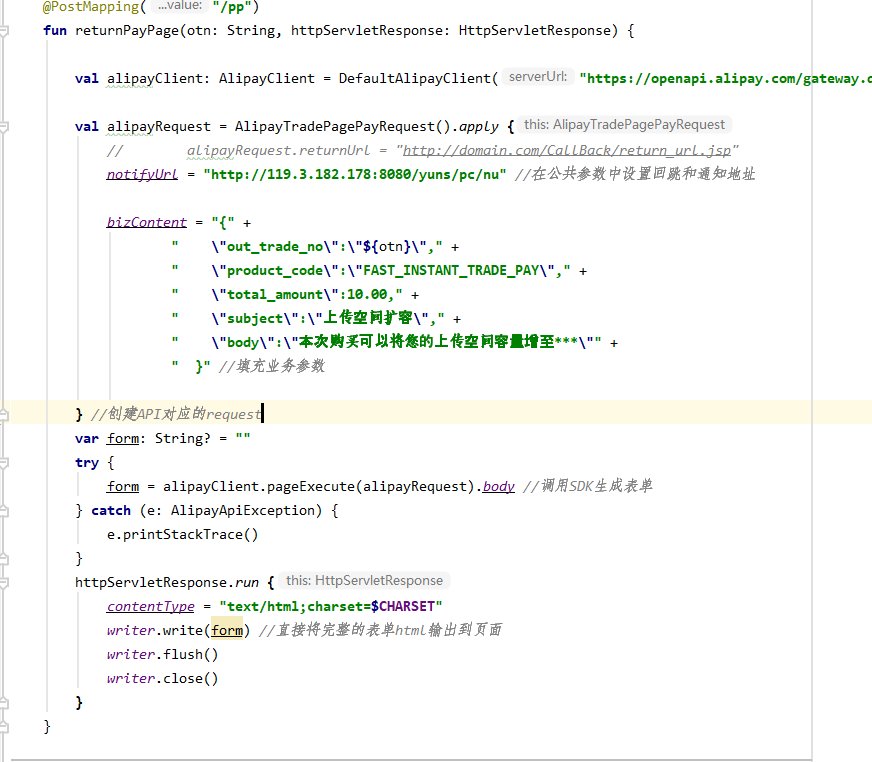 @PostMapping( ...value: "/pp")
fun returnPayPage(otn: String, httpServletResponse: HttpServletResponse) {
val alipayClient: AlipayClient = DefaultAlipayClient( serverUrl: "https://openapi.alipay.com/gateway.
val alipayRequest = AlipayTradePagePayRequest().apply { this: AlipayTradePagePayRequest
// alipayRequest.returnUrl = "http://domain.com/CallBack/return_url.jsp"
notifyUrl = "http://119.3.182.178:8080/yuns/pc/nu" //在公共参数中设置回跳和通知地址
bizContent = "{" +
" \"out_trade_no\":\"${otn}\"," +
" \"product_code\":\"FAST_INSTANT_TRADE_PAY\"," +
" \"total_amount\":10.00," +
" \"subject\":\"上传空间扩容\"," +
" \"body\":\"本次购买可以将您的上传空间容量增至***\"" +
" }" //填充业务参数
} //创建API对应的request
var form: String? = ""
try {
form = alipayClient.pageExecute(alipayRequest).body //调用SDK生成表单
} catch (e: AlipayApiException) {
e.printStackTrace()
}
httpServletResponse.run { this: HttpServletResponse
contentType = "text/html;charset=$CHARSET"
writer.write(form) //直接将完整的表单html输出到页面
writer.flush()
writer.close()
}
}